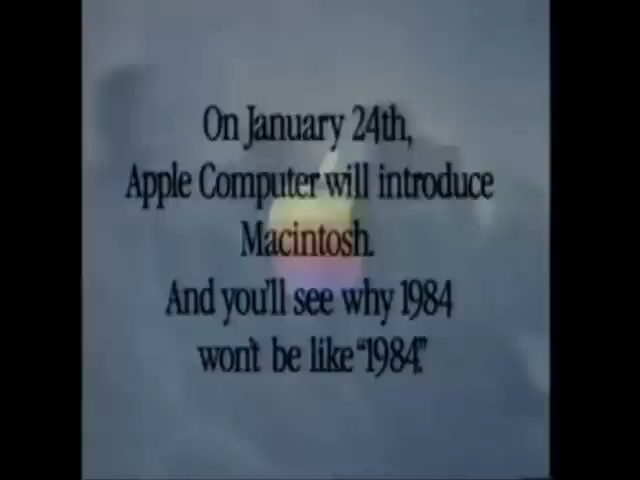 On January 24th,
Apple Computer will introduce
Macintosh.
And you'll see why 1984
won't be like “1984.”